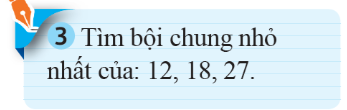 3 Tìm bội chung nhỏ
nhất của: 12, 18, 27.